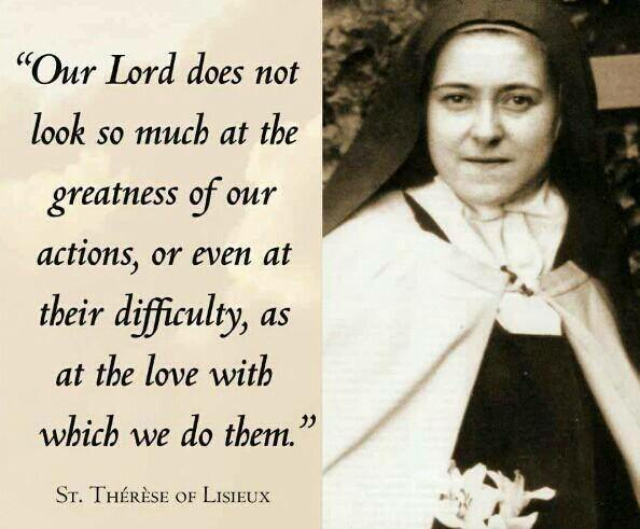 “Our Lord does not
look so much at the
greatness of our
actions, or even at
their difficulty, as
at the love with
which we do them.”
St. Thérèse of Lisieux